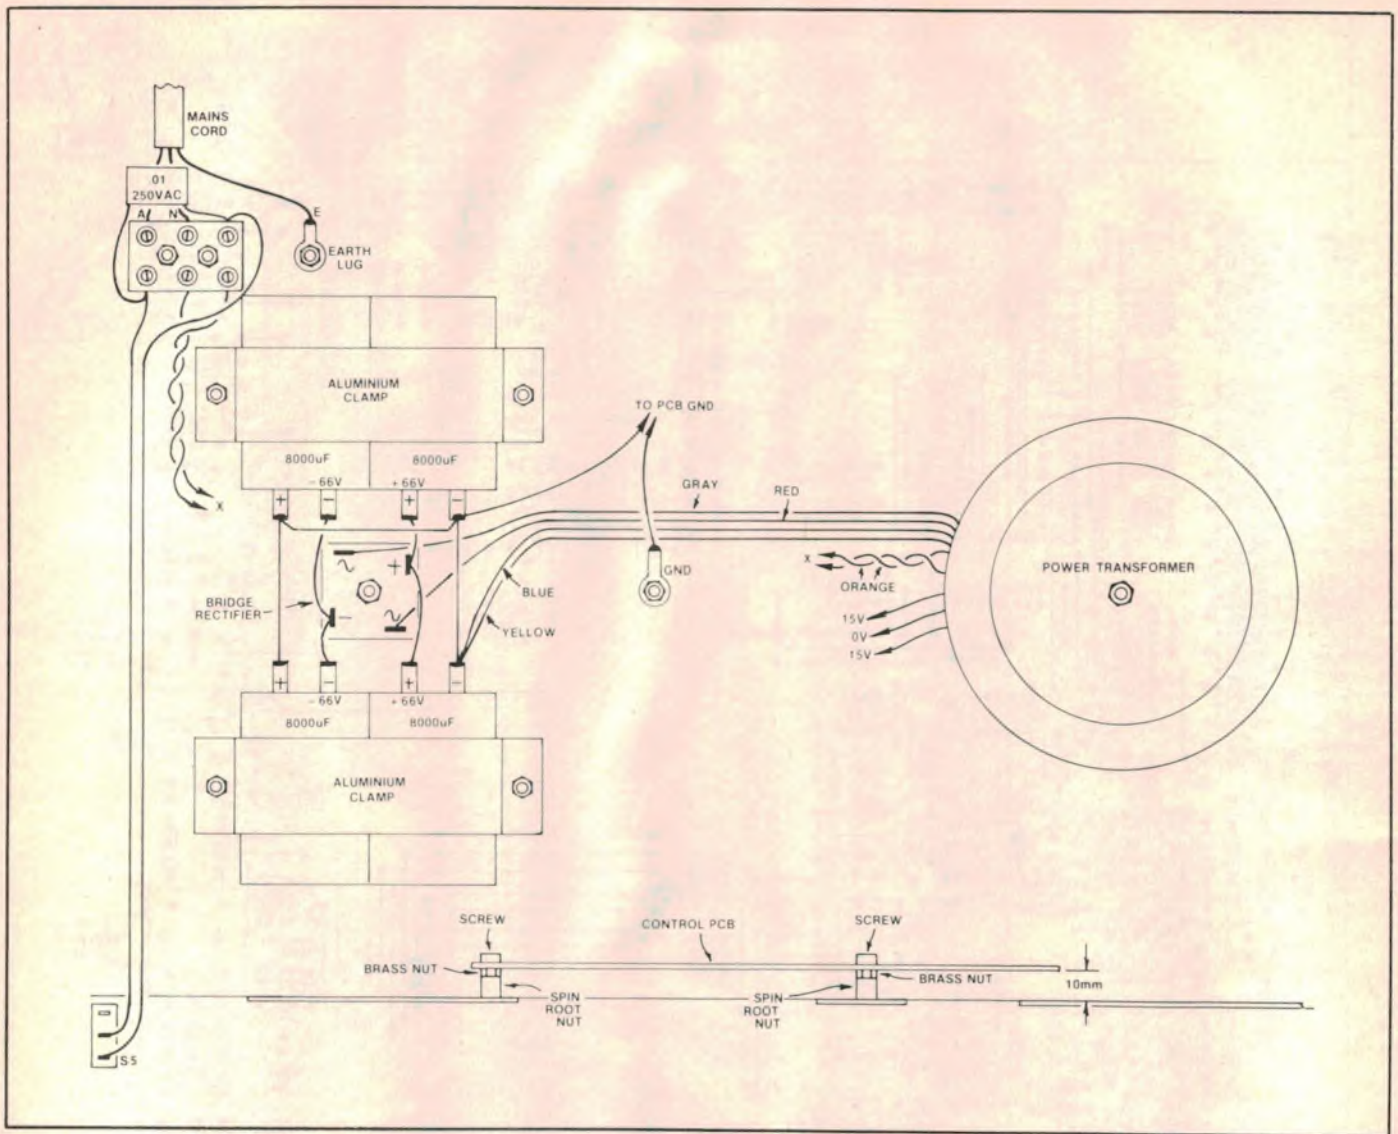 MAINS
CORD
.01
250VAC
A N
E
EARTH
LUG
ALUMINIUM
CLAMP
TO PCB GND
8000uF 8000uF
- 66V + 66V
GRAY
RED
+ - + -
X
∼
+
GND
X
ORANGE
POWER TRANSFORMER
BLUE
BRIDGE
RECTIFIER
-
∼
YELLOW
15V
0V
15V
+ - + -
- 66V + 66V
8000uF 8000uF
ALUMINIUM
CLAMP
SCREW
CONTROL PCB
SCREW
BRASS NUT
BRASS NUT
10mm
SPIN
ROOT
NUT
SPIN
ROOT
NUT
S5